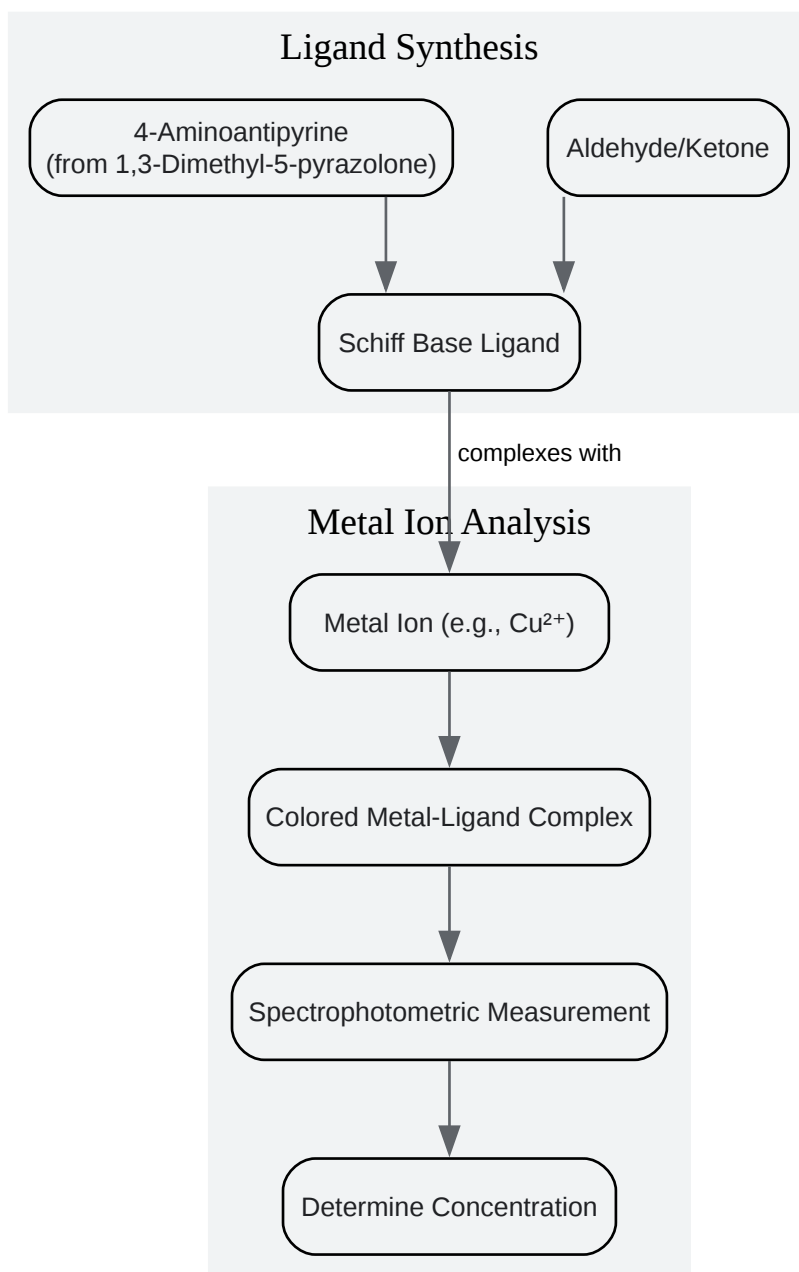 Ligand Synthesis
4-Aminoantipyrine
(from 1,3-Dimethyl-5-pyrazolone)
Aldehyde/Ketone
Schiff Base Ligand
complexes with
Metal Ion Analysis
Metal Ion (e.g., Cu²⁺)
Colored Metal-Ligand Complex
Spectrophotometric Measurement
Determine Concentration